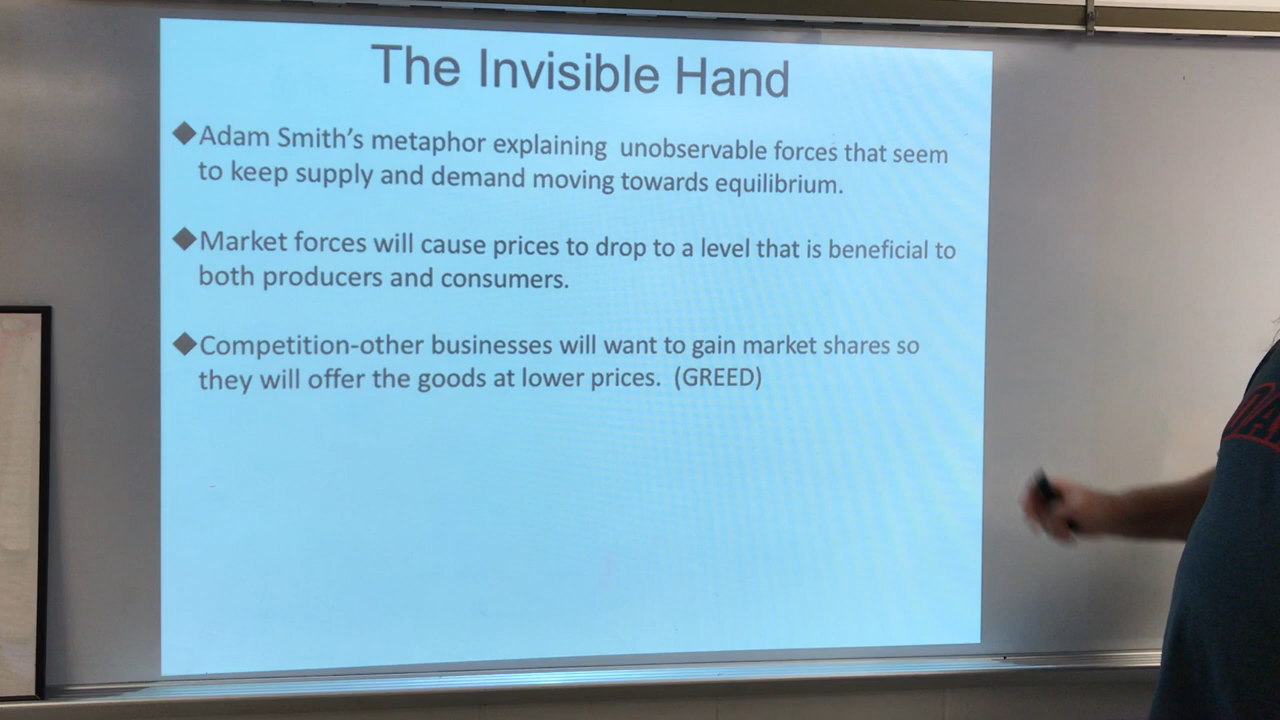 The Invisible Hand
◆Adam Smith's metaphor explaining unobservable forces that seem
to keep supply and demand moving towards equilibrium.
◆Market forces will cause prices to drop to a level that is beneficial to
both producers and consumers.
◆Competition-other businesses will want to gain market shares so
they will offer the goods at lower prices. (GREED)